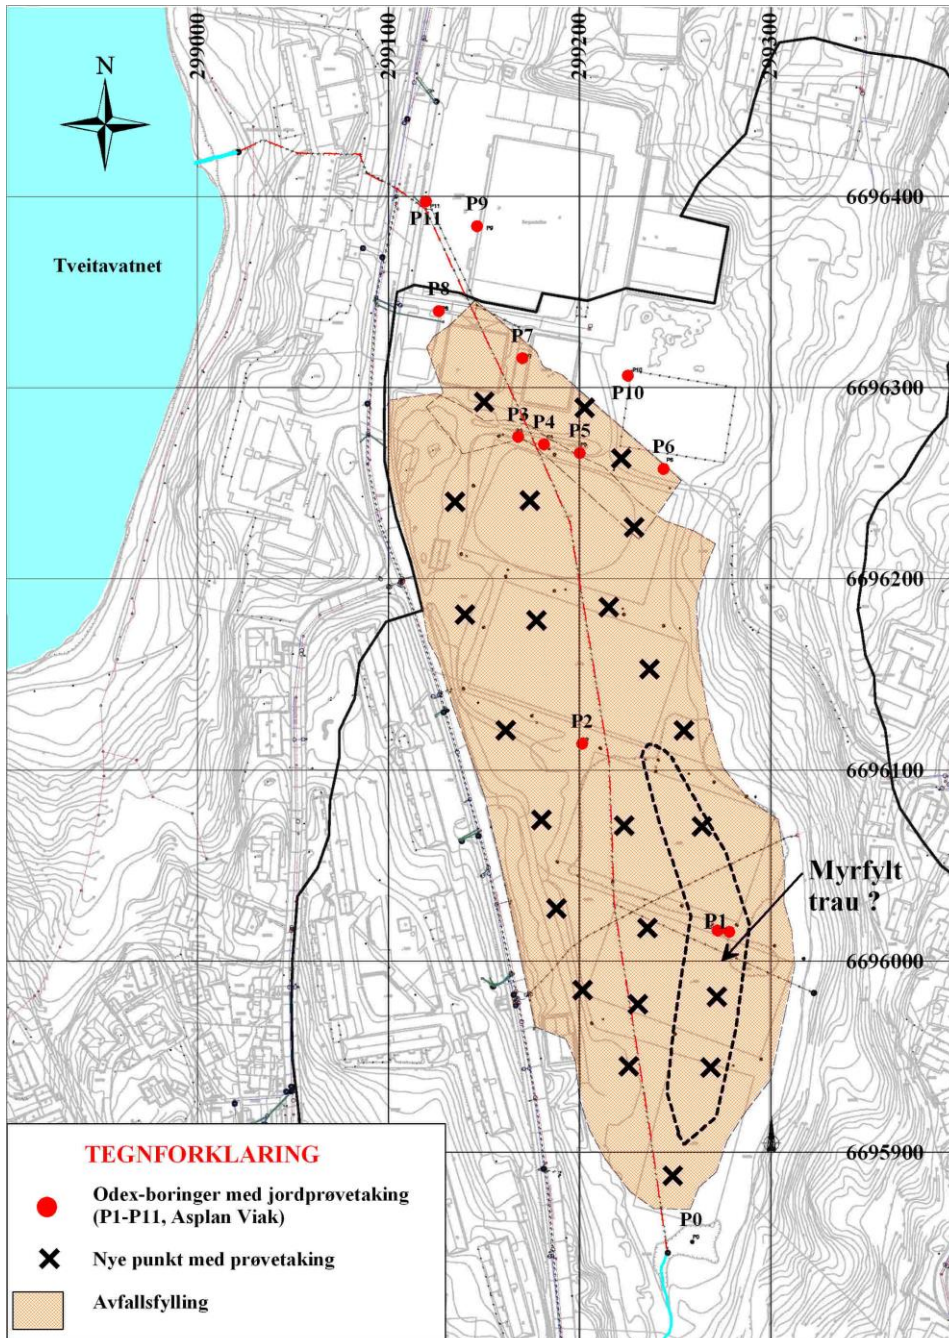 299000
299100
299200
299300
N
6696400
P11
P9
Tveitavatnet
P8
P7
6696300
P10
P3
P4
P5
P6
6696200
P2
6696100
Myrfylt
trau ?
P1
6696000
6695900
P0
TEGNFORKLARING
Odex-boringer med jordprøvetaking
(P1-P11, Asplan Viak)
Nye punkt med prøvetaking
Avfallsfylling